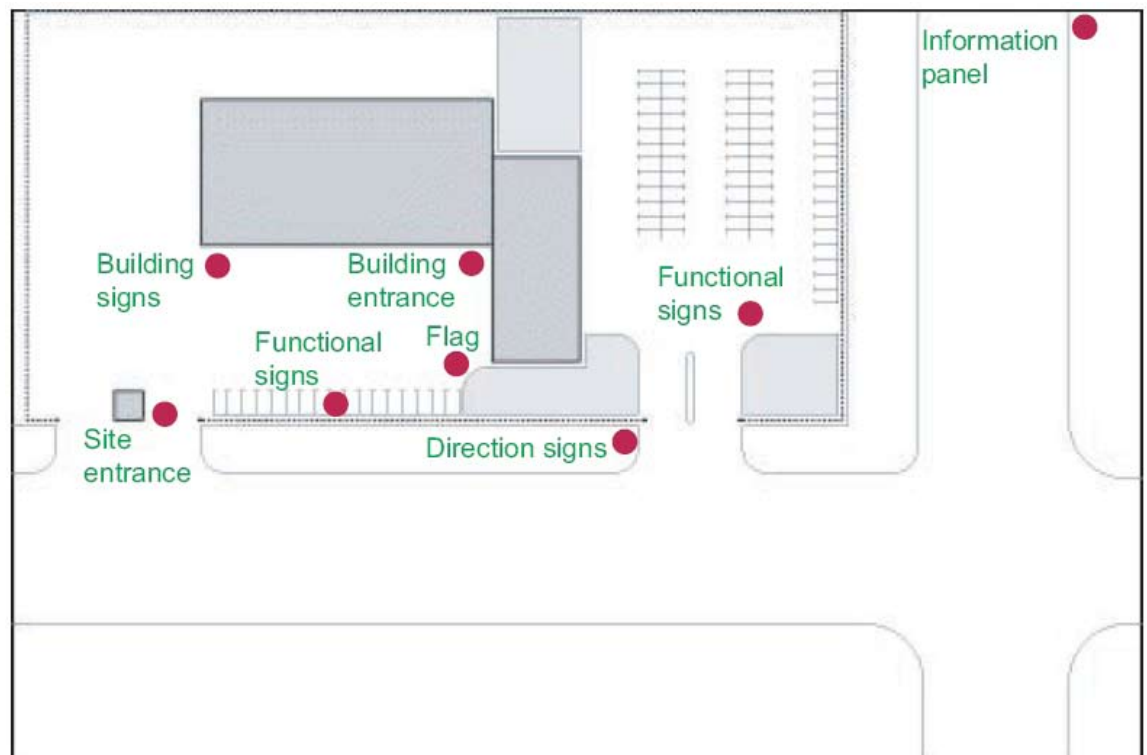 Information
panel
Building
signs
Building
entrance
Functional
signs
Flag
Functional
signs
Site
entrance
Direction signs